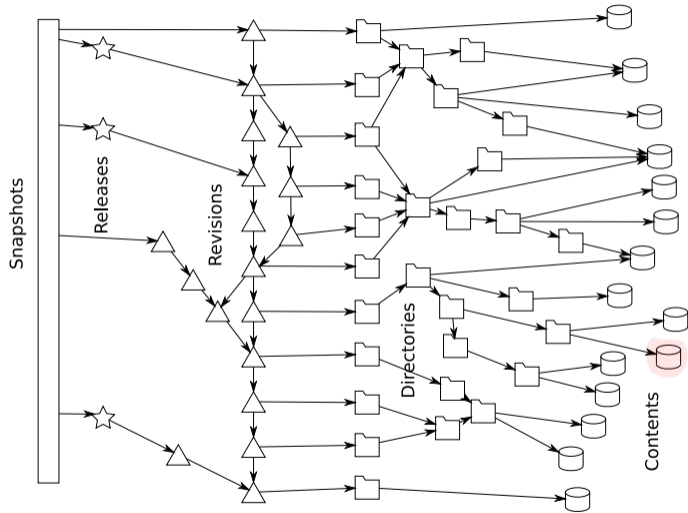 Snapshots
Releases
Revisions
Directories
Contents